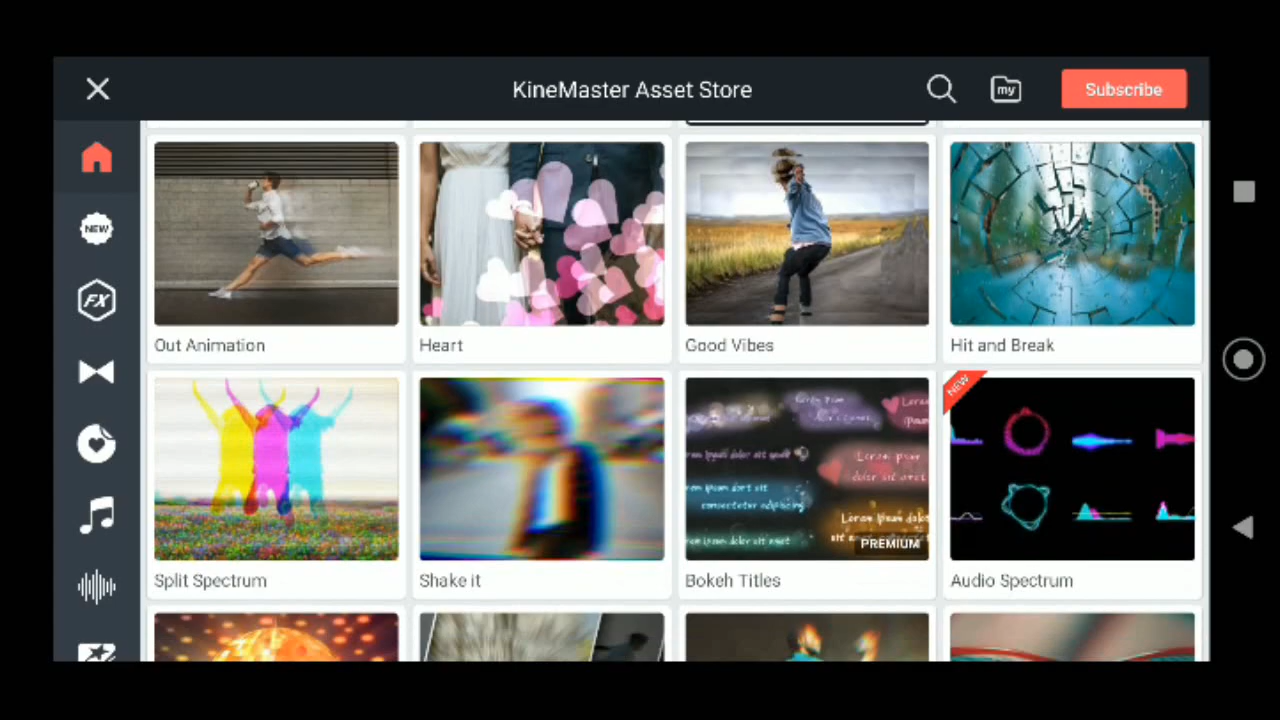 KineMaster Asset Store
my
Subscribe
NEW
FX
Out Animation
Heart
Good Vibes
Hit and Break
NEW
PREMIUM
Split Spectrum
Shake it
Bokeh Titles
Audio Spectrum